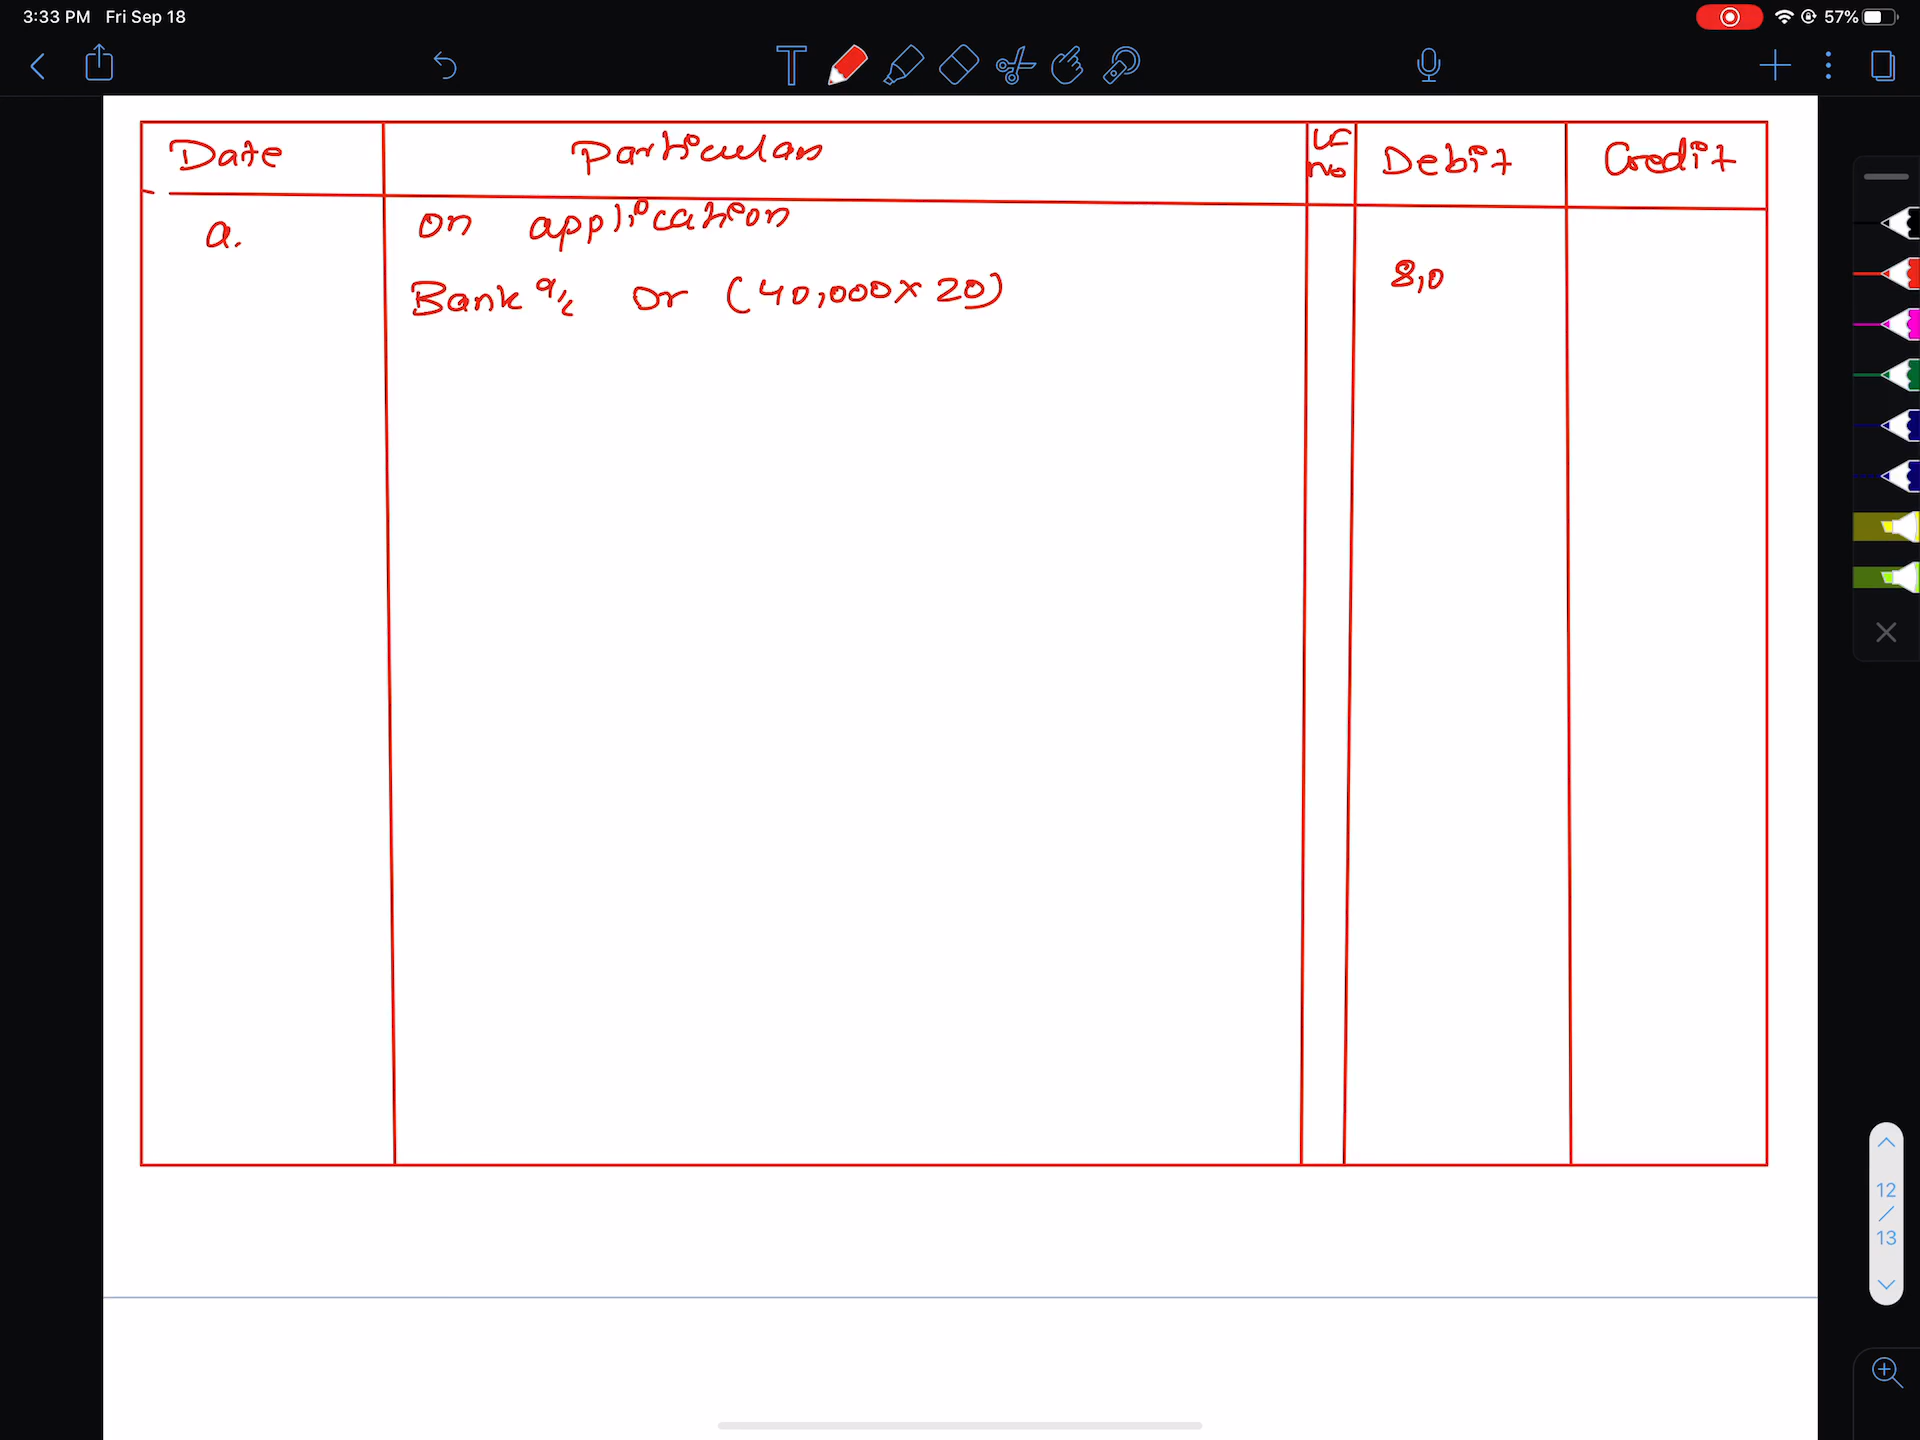 3:33 PM Fri Sep 18 57%
Date Particulars LF No Debit Credit
a. on application
Bank a/c Dr (40,000×20) 8,0
12
/
13